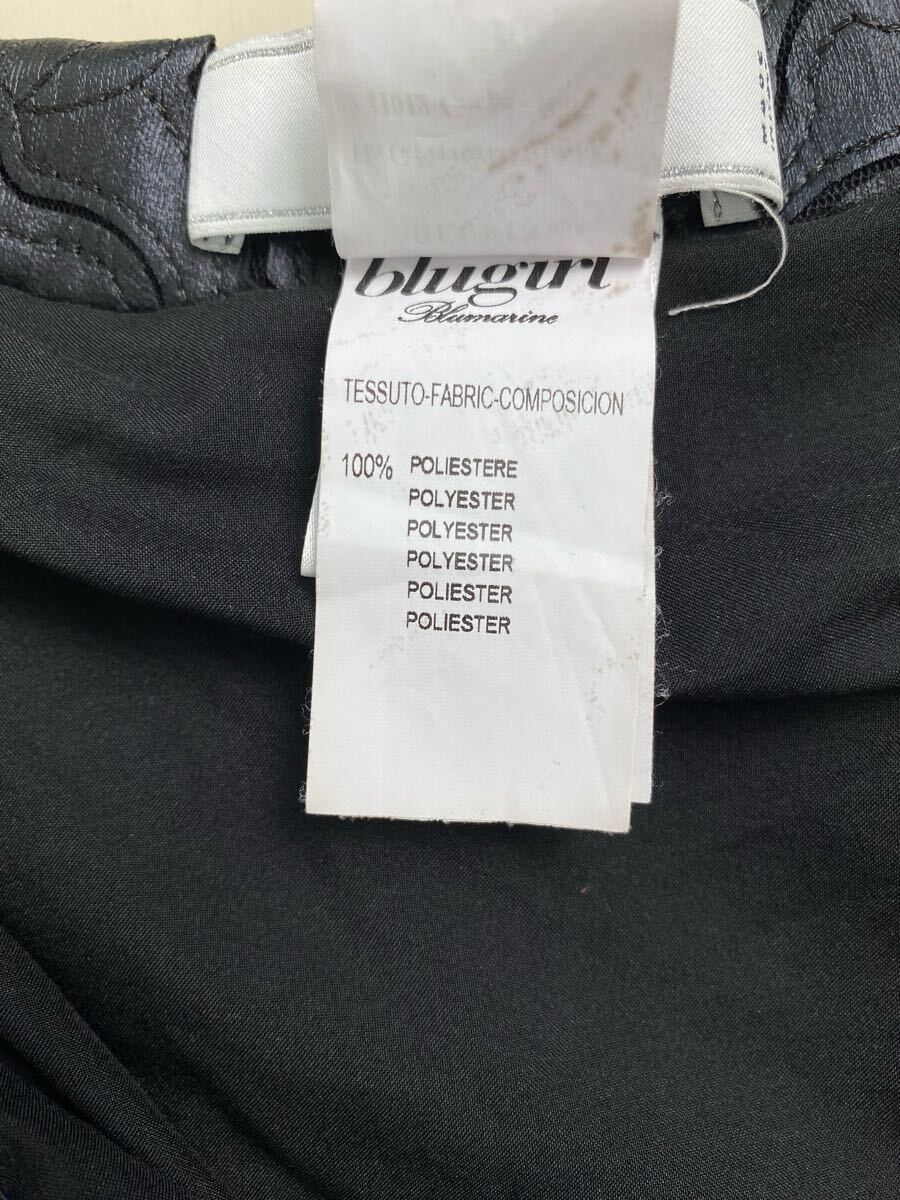 blugirl
Blumarine
TESSUTO-FABRIC-COMPOSICION
100% POLIESTERE
POLYESTER
POLYESTER
POLYESTER
POLIESTER
POLIESTER